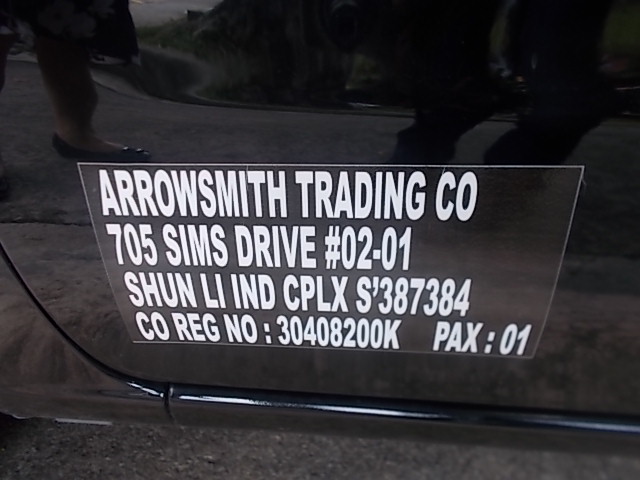 ARROWSMITH TRADING CO
705 SIMS DRIVE #02-01
SHUN LI IND CPLX S'387384
CO REG NO : 30408200K PAX : 01